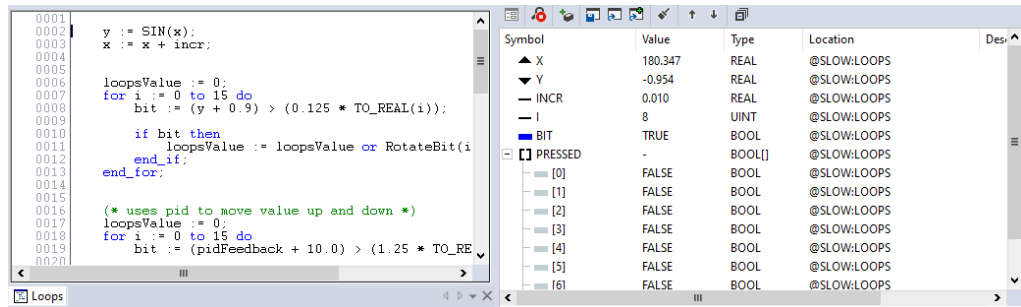 0001
0002 y := SIN(x);
0003 x := x + incr;
0004
0005
0006 loopsValue := 0;
0007 for i := 0 to 15 do
0008 bit := (y + 0.9) > (0.125 * TO_REAL(i));
0009
0010 if bit then
0011 loopsValue := loopsValue or RotateBit(i
0012 end_if;
0013 end_for;
0014
0015
0016 (* uses pid to move value up and down *)
0017 loopsValue := 0;
0018 for i := 0 to 15 do
0019 bit := (pidFeedback + 10.0) > (1.25 * TO_RE
0020
Loops
Symbol Value Type Location Des
X 180.347 REAL @SLOW:LOOPS
Y -0.954 REAL @SLOW:LOOPS
INCR 0.010 REAL @SLOW:LOOPS
I 8 UINT @SLOW:LOOPS
BIT TRUE BOOL @SLOW:LOOPS
PRESSED - BOOL[] @SLOW:LOOPS
[0] FALSE BOOL @SLOW:LOOPS
[1] FALSE BOOL @SLOW:LOOPS
[2] FALSE BOOL @SLOW:LOOPS
[3] FALSE BOOL @SLOW:LOOPS
[4] FALSE BOOL @SLOW:LOOPS
[5] FALSE BOOL @SLOW:LOOPS
[6] FALSE BOOL @SLOW:LOOPS